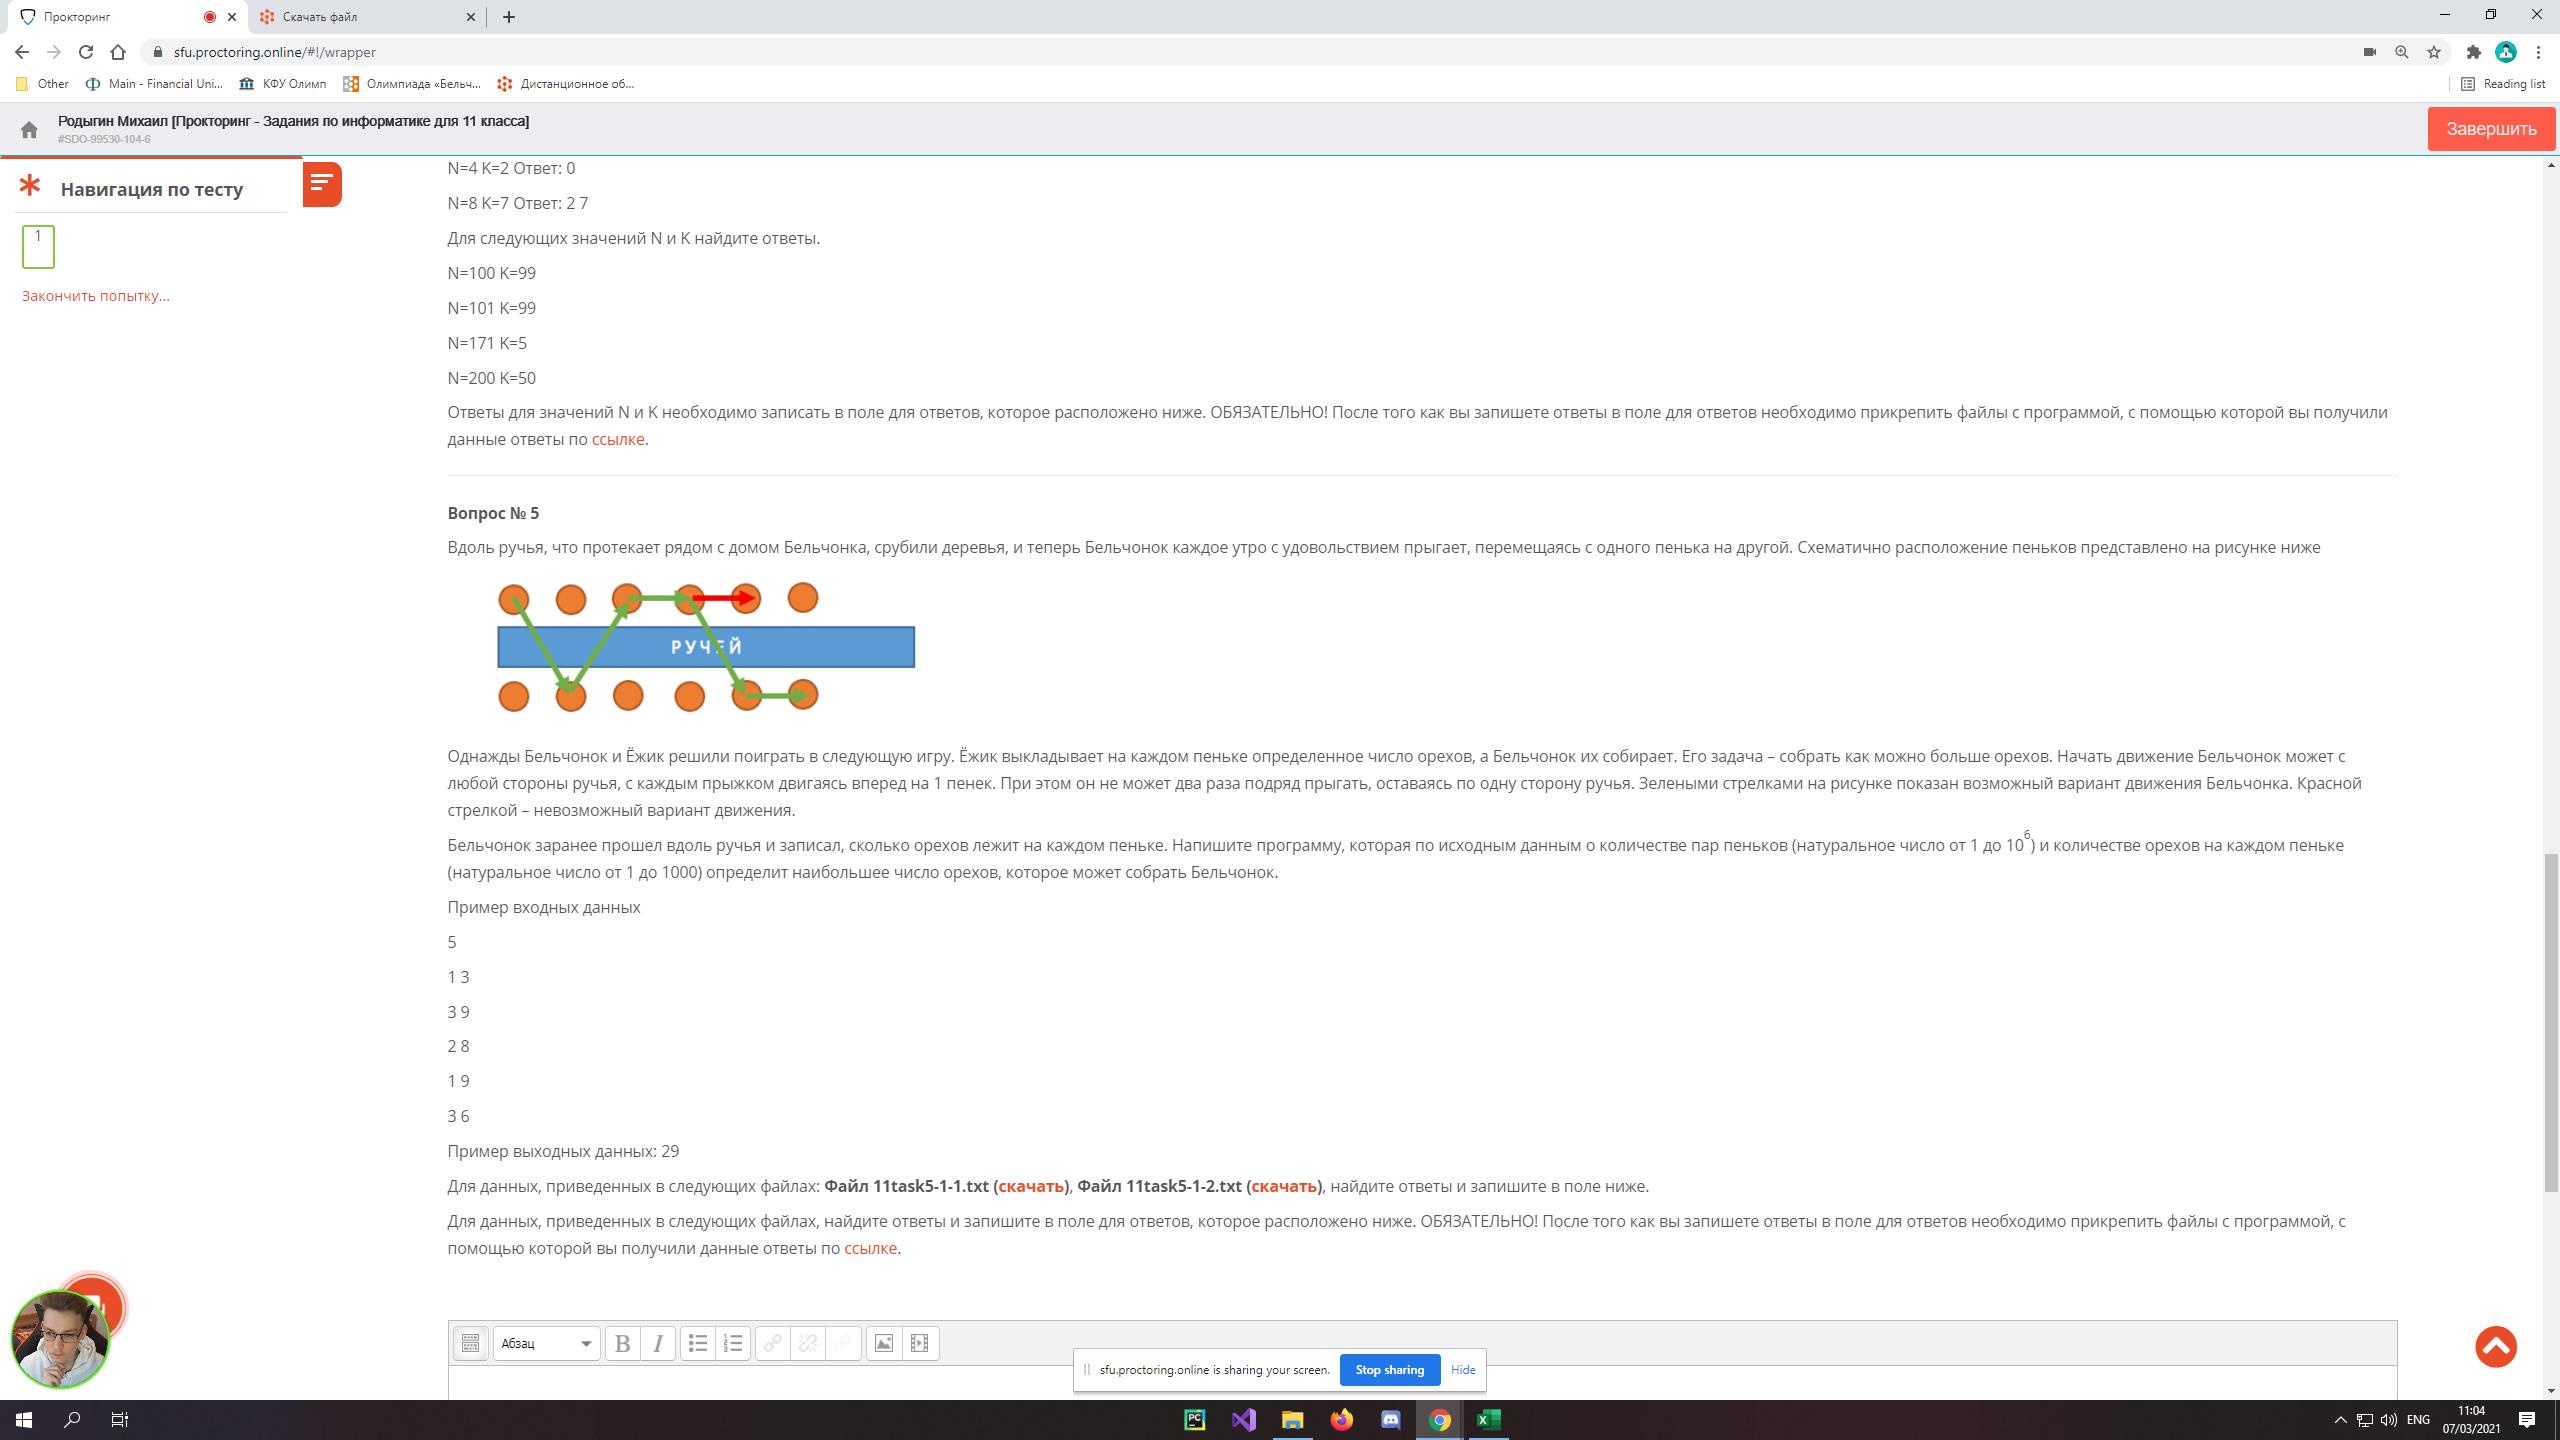 Прокторинг
Скачать файл
sfu.proctoring.online/#!/wrapper
Other
Main - Financial Uni...
КФУ Олимп
Олимпиада «Бельч...
Дистанционное об...
Reading list
Родыгин Михаил [Прокторинг - Задания по информатике для 11 класса]
#SDO-99530-104-6
Завершить
Навигация по тесту
1
Закончить попытку...
N=4 K=2 Ответ: 0
N=8 K=7 Ответ: 2 7
Для следующих значений N и K найдите ответы.
N=100 K=99
N=101 K=99
N=171 K=5
N=200 K=50
Ответы для значений N и K необходимо записать в поле для ответов, которое расположено ниже. ОБЯЗАТЕЛЬНО! После того как вы запишете ответы в поле для ответов необходимо прикрепить файлы с программой, с помощью которой вы получили
данные ответы по ссылке.
Вопрос № 5
Вдоль ручья, что протекает рядом с домом Бельчонка, срубили деревья, и теперь Бельчонок каждое утро с удовольствием прыгает, перемещаясь с одного пенька на другой. Схематично расположение пеньков представлено на рисунке ниже
РУЧЕЙ
Однажды Бельчонок и Ёжик решили поиграть в следующую игру. Ёжик выкладывает на каждом пеньке определенное число орехов, а Бельчонок их собирает. Его задача – собрать как можно больше орехов. Начать движение Бельчонок может с
любой стороны ручья, с каждым прыжком двигаясь вперед на 1 пенек. При этом он не может два раза подряд прыгать, оставаясь по одну сторону ручья. Зелеными стрелками на рисунке показан возможный вариант движения Бельчонка. Красной
стрелкой – невозможный вариант движения.
Бельчонок заранее прошел вдоль ручья и записал, сколько орехов лежит на каждом пеньке. Напишите программу, которая по исходным данным о количестве пар пеньков (натуральное число от 1 до 10⁶) и количестве орехов на каждом пеньке
(натуральное число от 1 до 1000) определит наибольшее число орехов, которое может собрать Бельчонок.
Пример входных данных
5
1 3
3 9
2 8
1 9
3 6
Пример выходных данных: 29
Для данных, приведенных в следующих файлах: Файл 11task5-1-1.txt (скачать), Файл 11task5-1-2.txt (скачать), найдите ответы и запишите в поле ниже.
Для данных, приведенных в следующих файлах, найдите ответы и запишите в поле для ответов, которое расположено ниже. ОБЯЗАТЕЛЬНО! После того как вы запишете ответы в поле для ответов необходимо прикрепить файлы с программой, с
помощью которой вы получили данные ответы по ссылке.
Абзац
B I
sfu.proctoring.online is sharing your screen.
Stop sharing
Hide
PC
ENG
11:04
07/03/2021